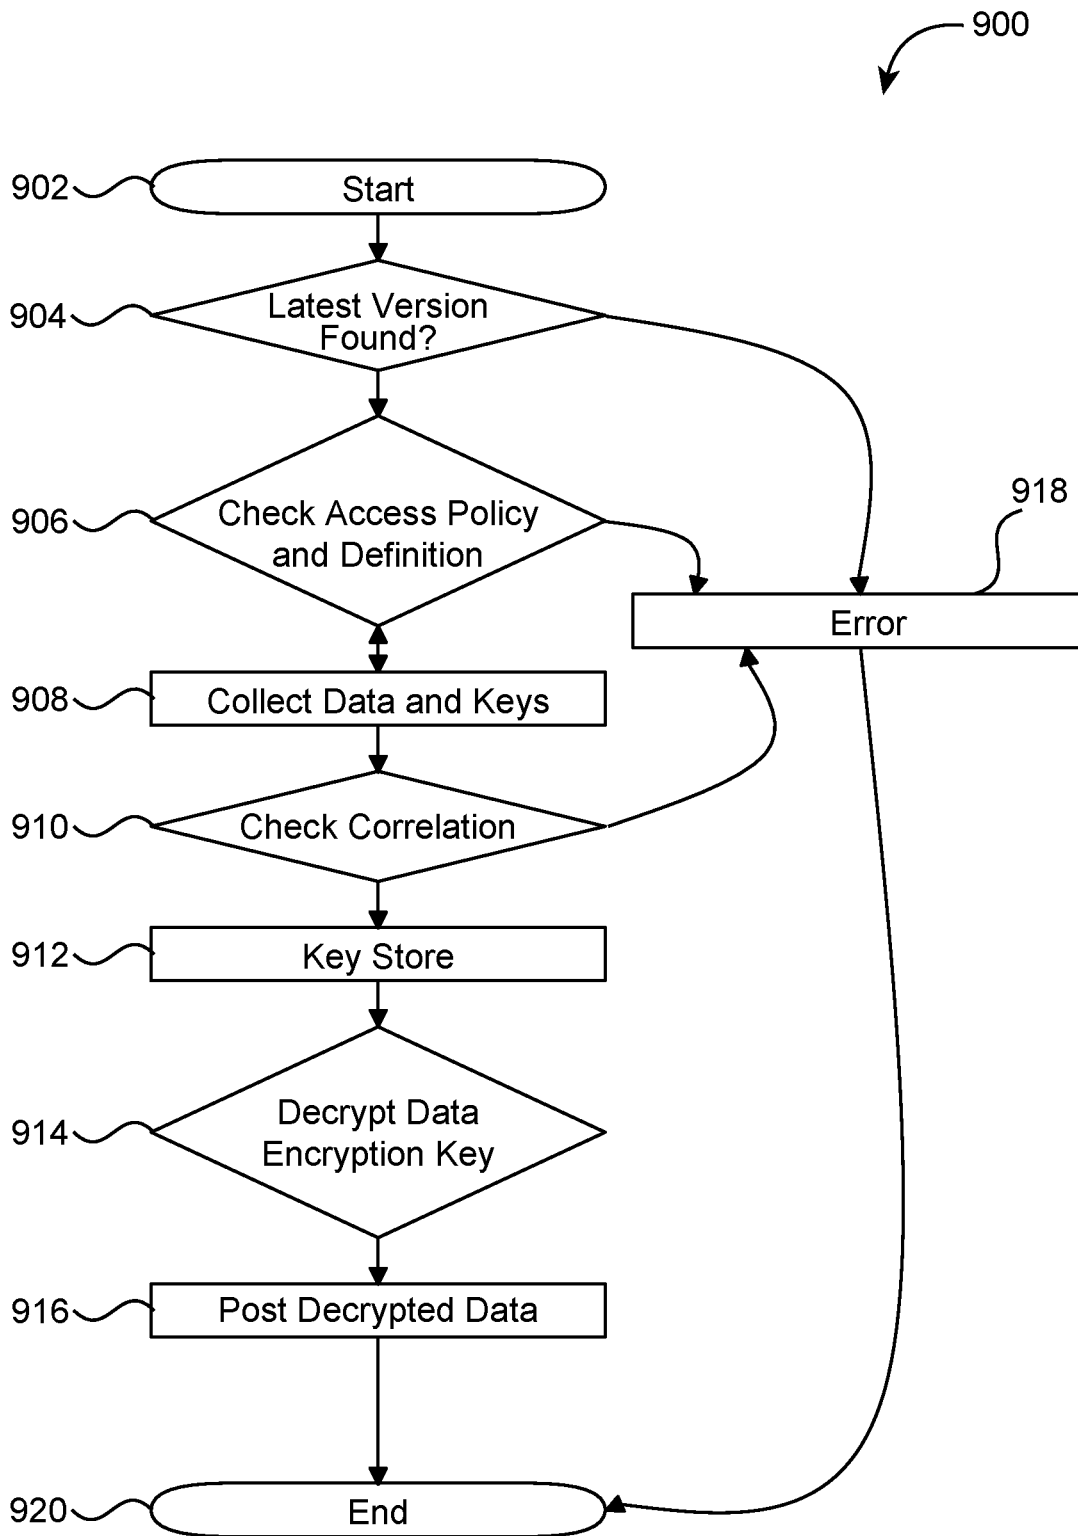 900
902
Start
904
Latest Version
Found?
906
Check Access Policy
and Definition
918
Error
908
Collect Data and Keys
910
Check Correlation
912
Key Store
914
Decrypt Data
Encryption Key
916
Post Decrypted Data
920
End